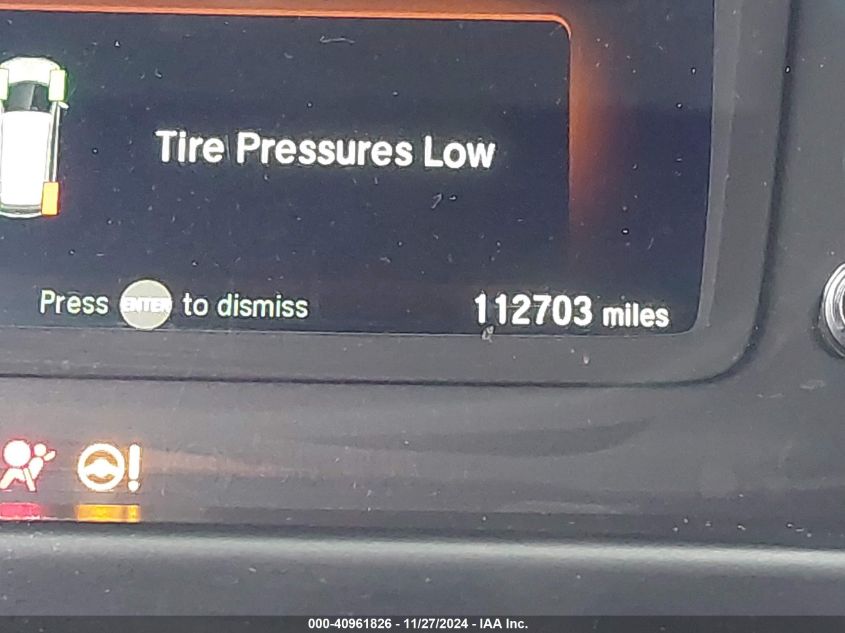 Tire Pressures Low
Press ENTER to dismiss
112703 miles
000-40961826 - 11/27/2024 - IAA Inc.